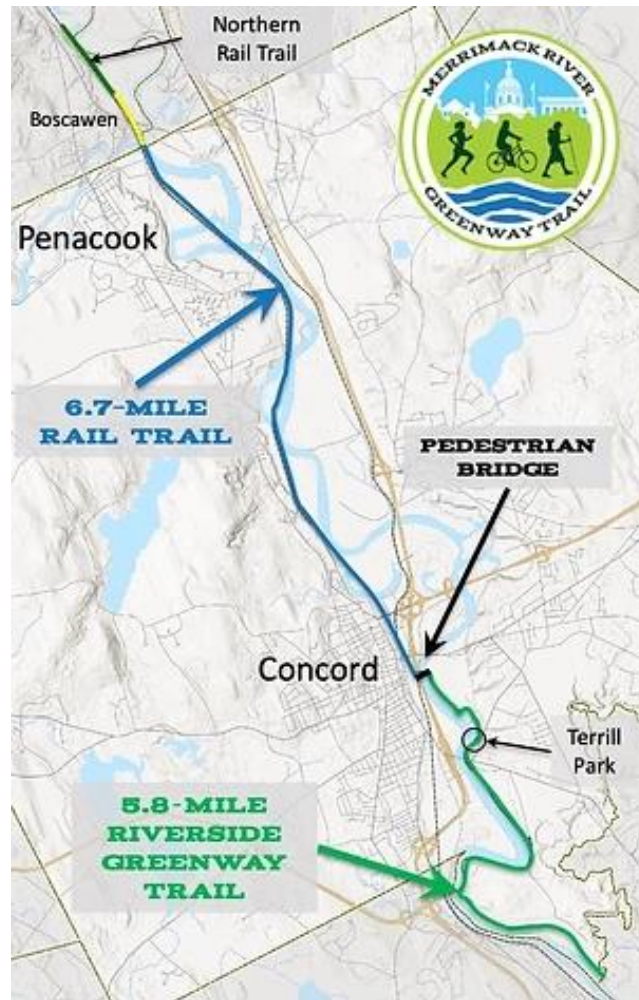 Northern
Rail Trail
MERRIMACK RIVER
GREENWAY TRAIL
Boscawen
Penacook
6.7-MILE
RAIL TRAIL
PEDESTRIAN
BRIDGE
Concord
Terrill
Park
5.8-MILE
RIVERSIDE
GREENWAY
TRAIL